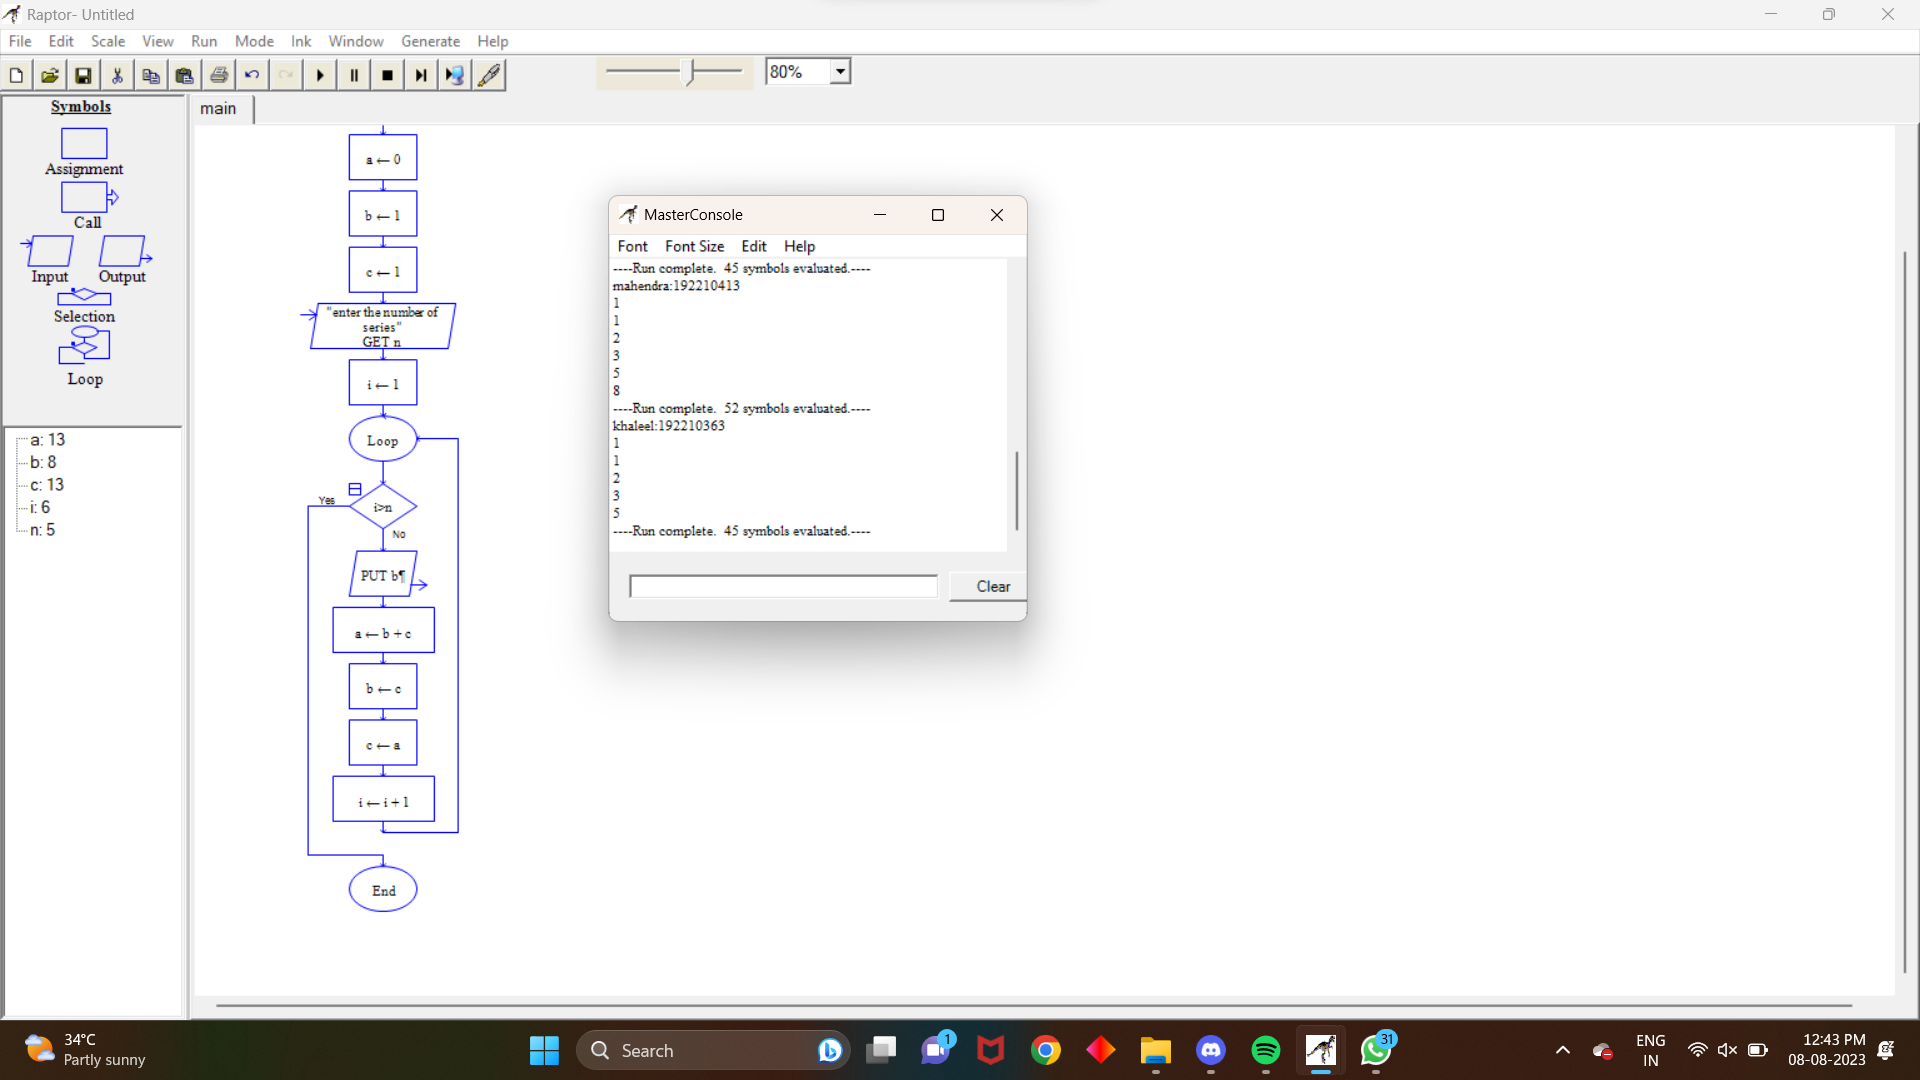 Raptor- Untitled
File Edit Scale View Run Mode Ink Window Generate Help
80%
Symbols
Assignment
Call
Input Output
Selection
Loop
a: 13
b: 8
c: 13
i: 6
n: 5
main
a ← 0
b ← 1
c ← 1
"enter the number of
series"
GET n
i ← 1
Loop
Yes
i>n
No
PUT b¶
a ← b + c
b ← c
c ← a
i ← i + 1
End
MasterConsole
Font Font Size Edit Help
----Run complete. 45 symbols evaluated.----
mahendra:192210413
1
1
2
3
5
8
----Run complete. 52 symbols evaluated.----
khaleel:192210363
1
1
2
3
5
----Run complete. 45 symbols evaluated.----
Clear
34°C
Partly sunny
Search
1
31
ENG
IN
12:43 PM
08-08-2023